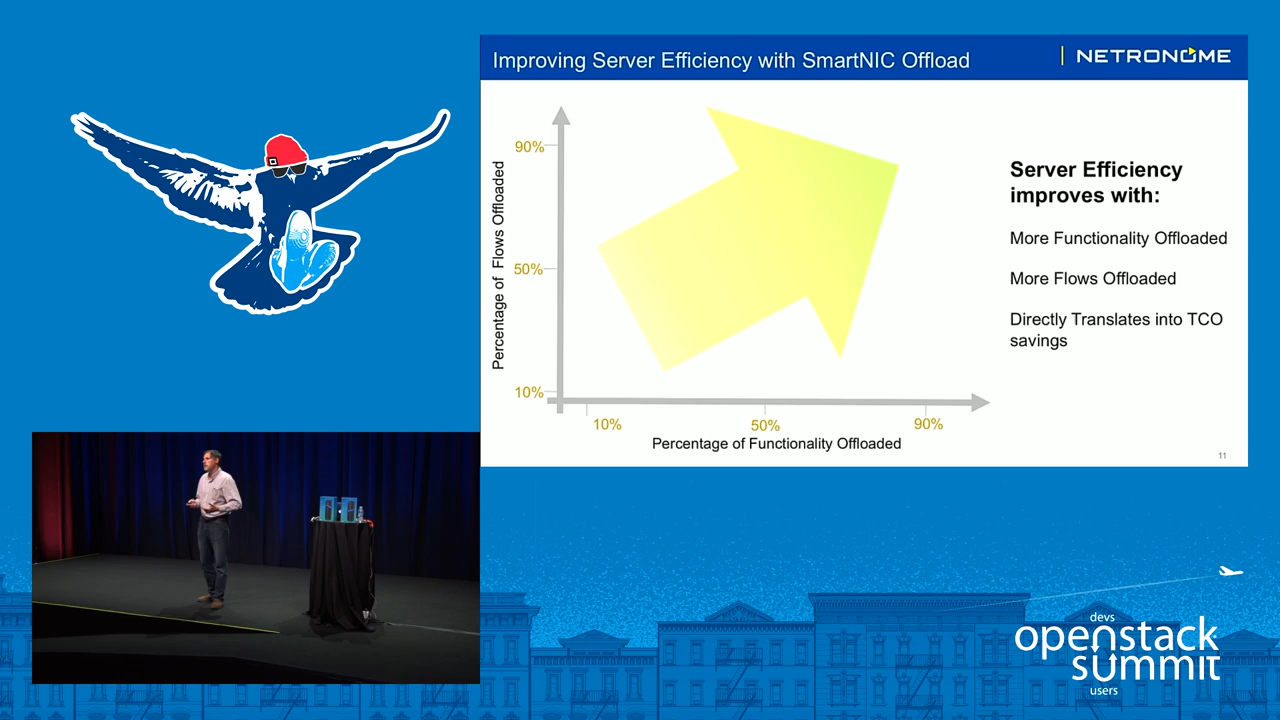 Improving Server Efficiency with SmartNIC Offload
NETRONOME
90%
50%
10%
Percentage of Flows Offloaded
10%
50%
90%
Percentage of Functionality Offloaded
Server Efficiency
improves with:
More Functionality Offloaded
More Flows Offloaded
Directly Translates into TCO
savings
11
devs
openstack
summit
users